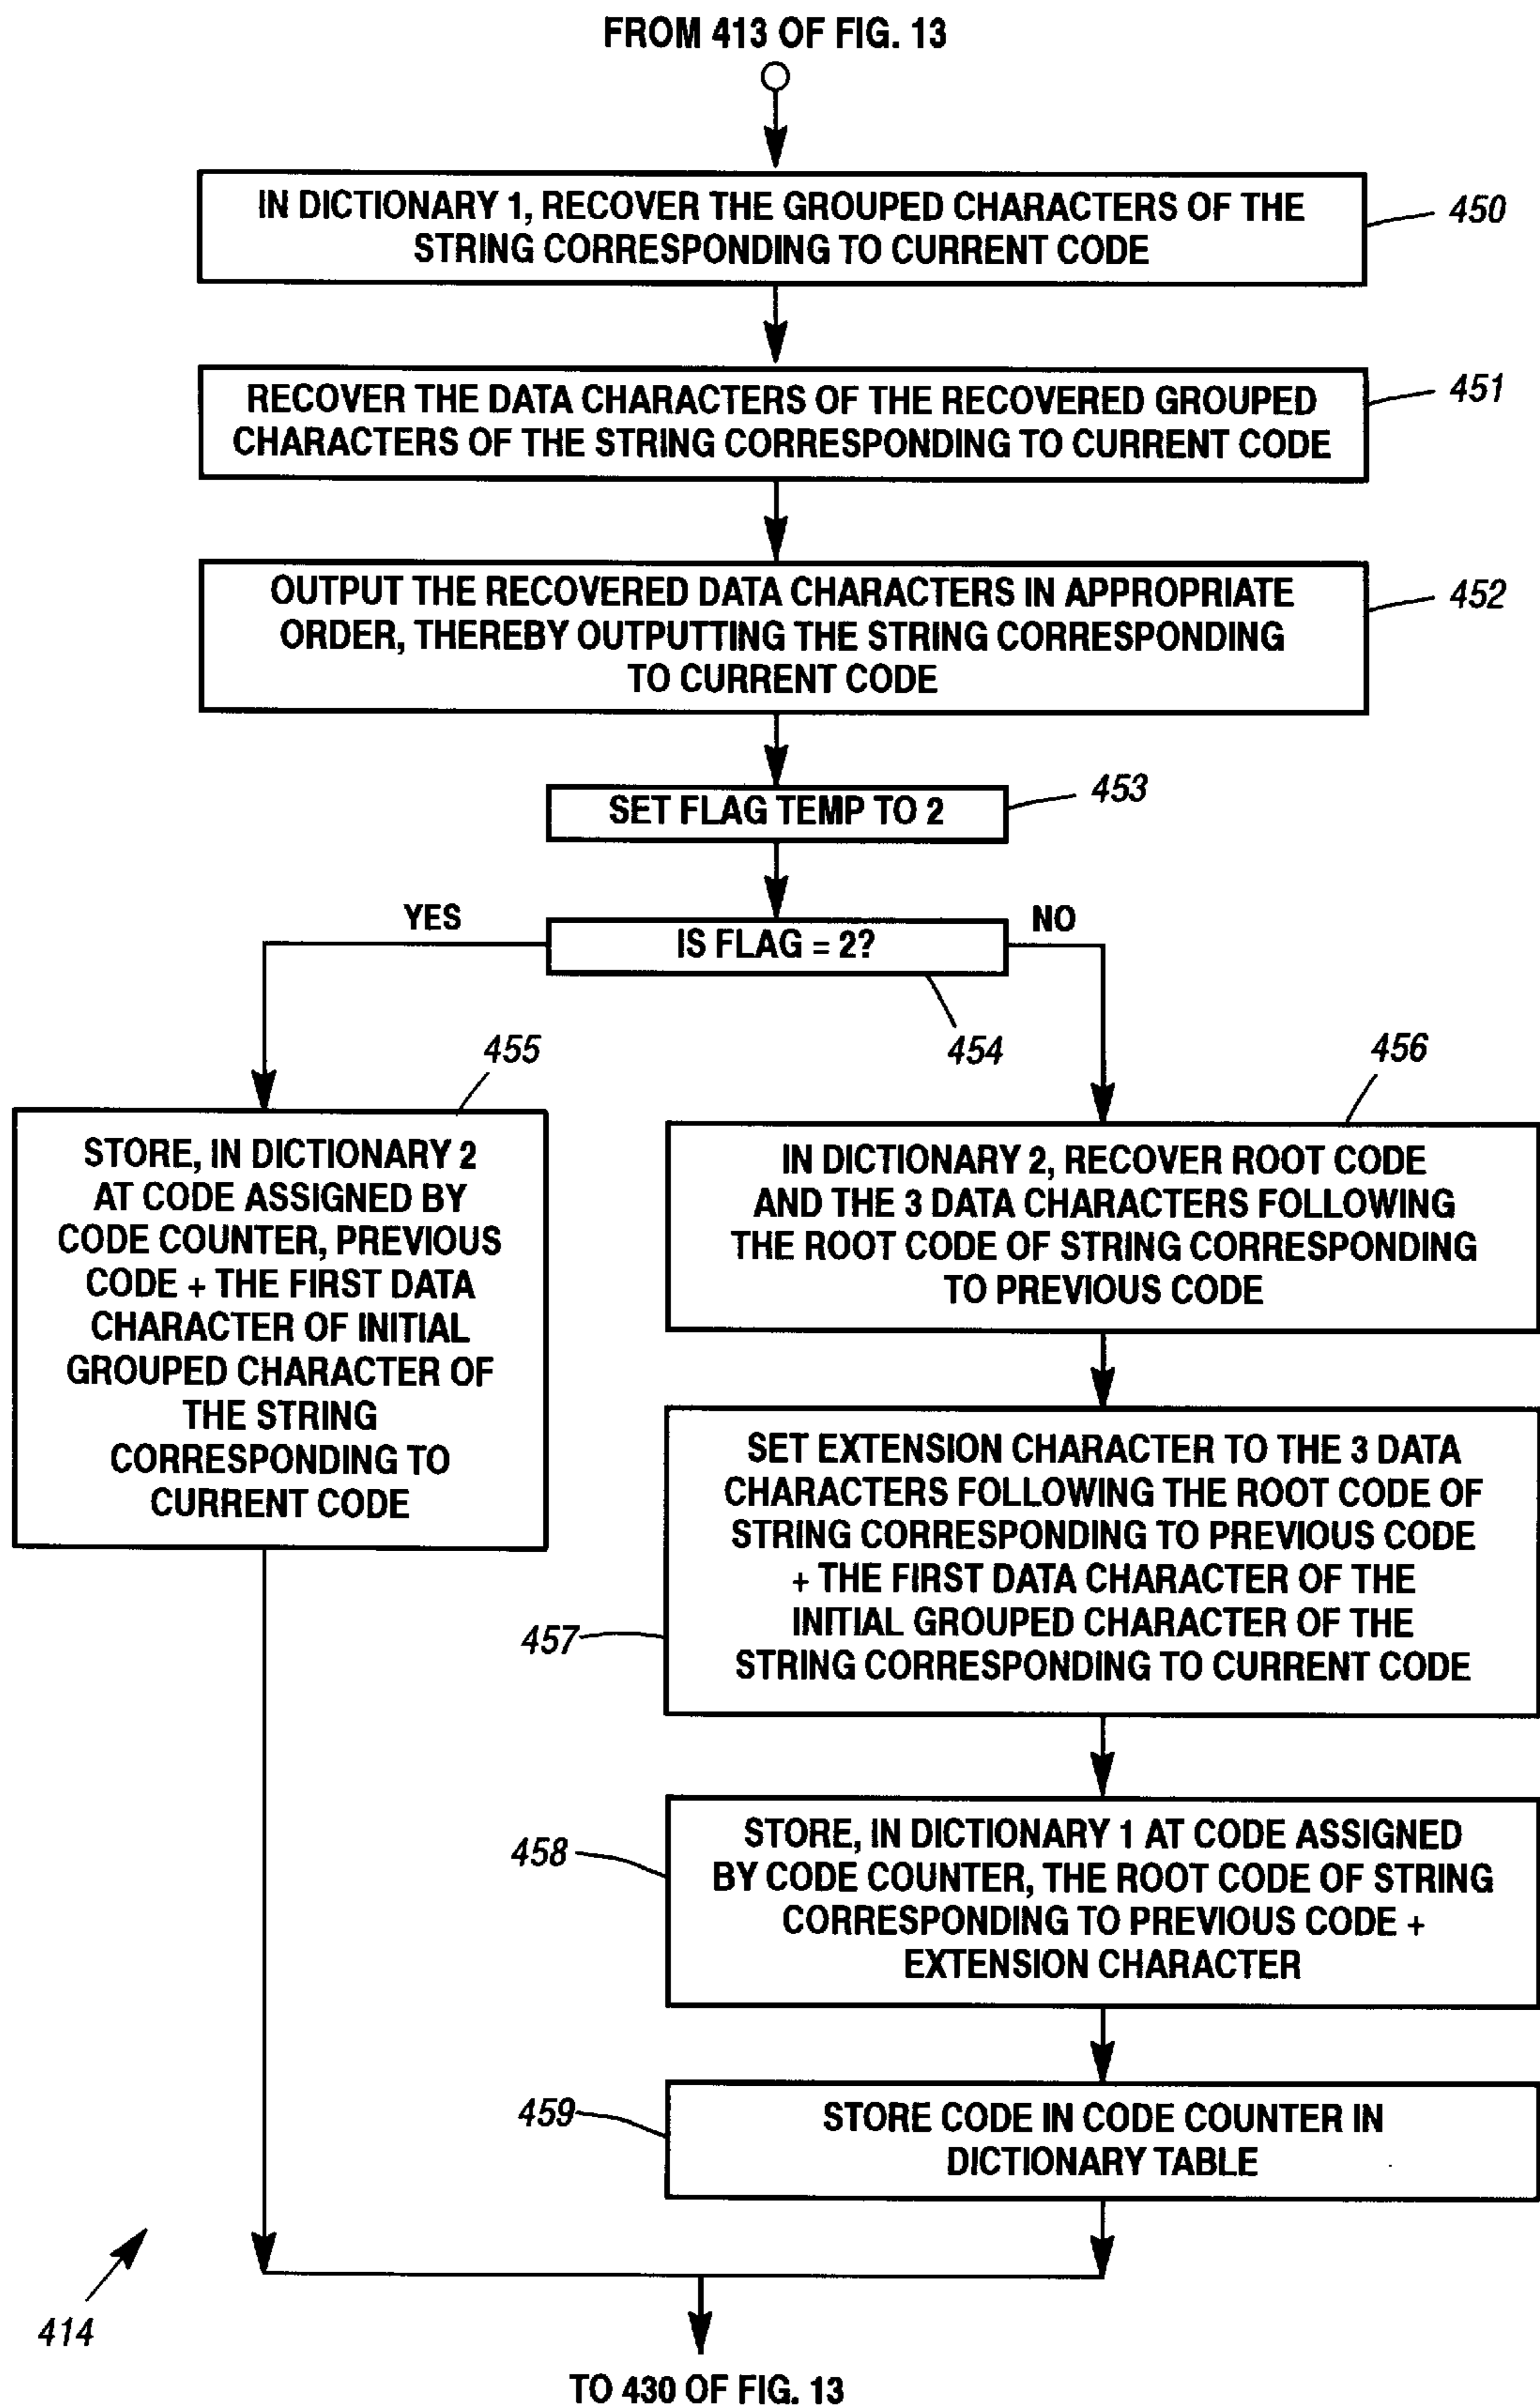 FROM 413 OF FIG. 13
IN DICTIONARY 1, RECOVER THE GROUPED CHARACTERS OF THE
STRING CORRESPONDING TO CURRENT CODE
450
RECOVER THE DATA CHARACTERS OF THE RECOVERED GROUPED
CHARACTERS OF THE STRING CORRESPONDING TO CURRENT CODE
451
OUTPUT THE RECOVERED DATA CHARACTERS IN APPROPRIATE
ORDER, THEREBY OUTPUTTING THE STRING CORRESPONDING
TO CURRENT CODE
452
SET FLAG TEMP TO 2
453
YES
IS FLAG = 2?
NO
454
455
STORE, IN DICTIONARY 2
AT CODE ASSIGNED BY
CODE COUNTER, PREVIOUS
CODE + THE FIRST DATA
CHARACTER OF INITIAL
GROUPED CHARACTER OF
THE STRING
CORRESPONDING TO
CURRENT CODE
456
IN DICTIONARY 2, RECOVER ROOT CODE
AND THE 3 DATA CHARACTERS FOLLOWING
THE ROOT CODE OF STRING CORRESPONDING
TO PREVIOUS CODE
SET EXTENSION CHARACTER TO THE 3 DATA
CHARACTERS FOLLOWING THE ROOT CODE OF
STRING CORRESPONDING TO PREVIOUS CODE
+ THE FIRST DATA CHARACTER OF THE
INITIAL GROUPED CHARACTER OF THE
STRING CORRESPONDING TO CURRENT CODE
457
STORE, IN DICTIONARY 1 AT CODE ASSIGNED
BY CODE COUNTER, THE ROOT CODE OF STRING
CORRESPONDING TO PREVIOUS CODE +
EXTENSION CHARACTER
458
STORE CODE IN CODE COUNTER IN
DICTIONARY TABLE
459
414
TO 430 OF FIG. 13